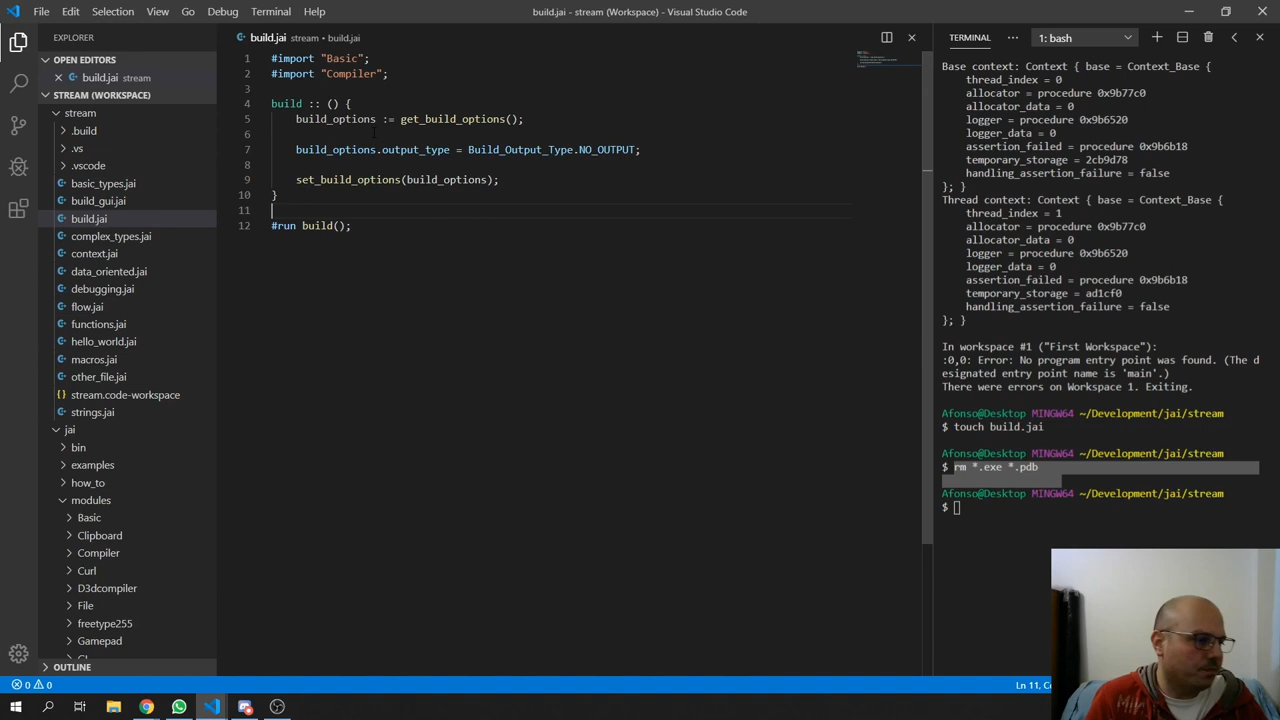 File Edit Selection View Go Debug Terminal Help
build.jai - stream (Workspace) - Visual Studio Code
EXPLORER
OPEN EDITORS
build.jai stream
STREAM (WORKSPACE)
stream
.build
.vs
.vscode
basic_types.jai
build_gui.jai
build.jai
complex_types.jai
context.jai
data_oriented.jai
debugging.jai
flow.jai
functions.jai
hello_world.jai
macros.jai
other_file.jai
{} stream.code-workspace
strings.jai
jai
bin
examples
how_to
modules
Basic
Clipboard
Compiler
Curl
D3dcompiler
File
freetype255
Gamepad
OUTLINE
build.jai stream • build.jai
1 #import "Basic";
2 #import "Compiler";
3
4 build :: () {
5 build_options := get_build_options();
6
7 build_options.output_type = Build_Output_Type.NO_OUTPUT;
8
9 set_build_options(build_options);
10 }
11
12 #run build();
TERMINAL ··· 1: bash
Base context: Context { base = Context_Base {
thread_index = 0
allocator = procedure 0x9b77c0
allocator_data = 0
logger = procedure 0x9b6520
logger_data = 0
assertion_failed = procedure 0x9b6b18
temporary_storage = 2cb9d78
handling_assertion_failure = false
}; }
Thread context: Context { base = Context_Base {
thread_index = 1
allocator = procedure 0x9b77c0
allocator_data = 0
logger = procedure 0x9b6520
logger_data = 0
assertion_failed = procedure 0x9b6b18
temporary_storage = ad1cf0
handling_assertion_failure = false
}; }
In workspace #1 ("First Workspace"):
:0,0: Error: No program entry point was found. (The d
esignated entry point name is 'main'.)
There were errors on Workspace 1. Exiting.
Afonso@Desktop MINGW64 ~/Development/jai/stream
$ touch build.jai
Afonso@Desktop MINGW64 ~/Development/jai/stream
$ rm *.exe *.pdb
Afonso@Desktop MINGW64 ~/Development/jai/stream
$
0 0